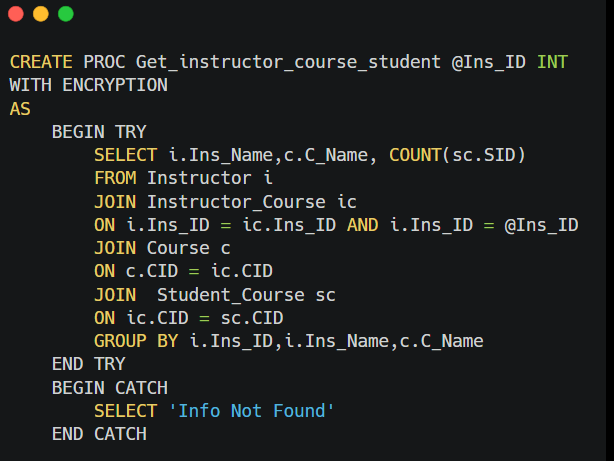 CREATE PROC Get_instructor_course_student @Ins_ID INT
WITH ENCRYPTION
AS
    BEGIN TRY
        SELECT i.Ins_Name,c.C_Name, COUNT(sc.SID)
        FROM Instructor i
        JOIN Instructor_Course ic
        ON i.Ins_ID = ic.Ins_ID AND i.Ins_ID = @Ins_ID
        JOIN Course c
        ON c.CID = ic.CID
        JOIN  Student_Course sc
        ON ic.CID = sc.CID
        GROUP BY i.Ins_ID,i.Ins_Name,c.C_Name
    END TRY
    BEGIN CATCH
        SELECT 'Info Not Found'
    END CATCH